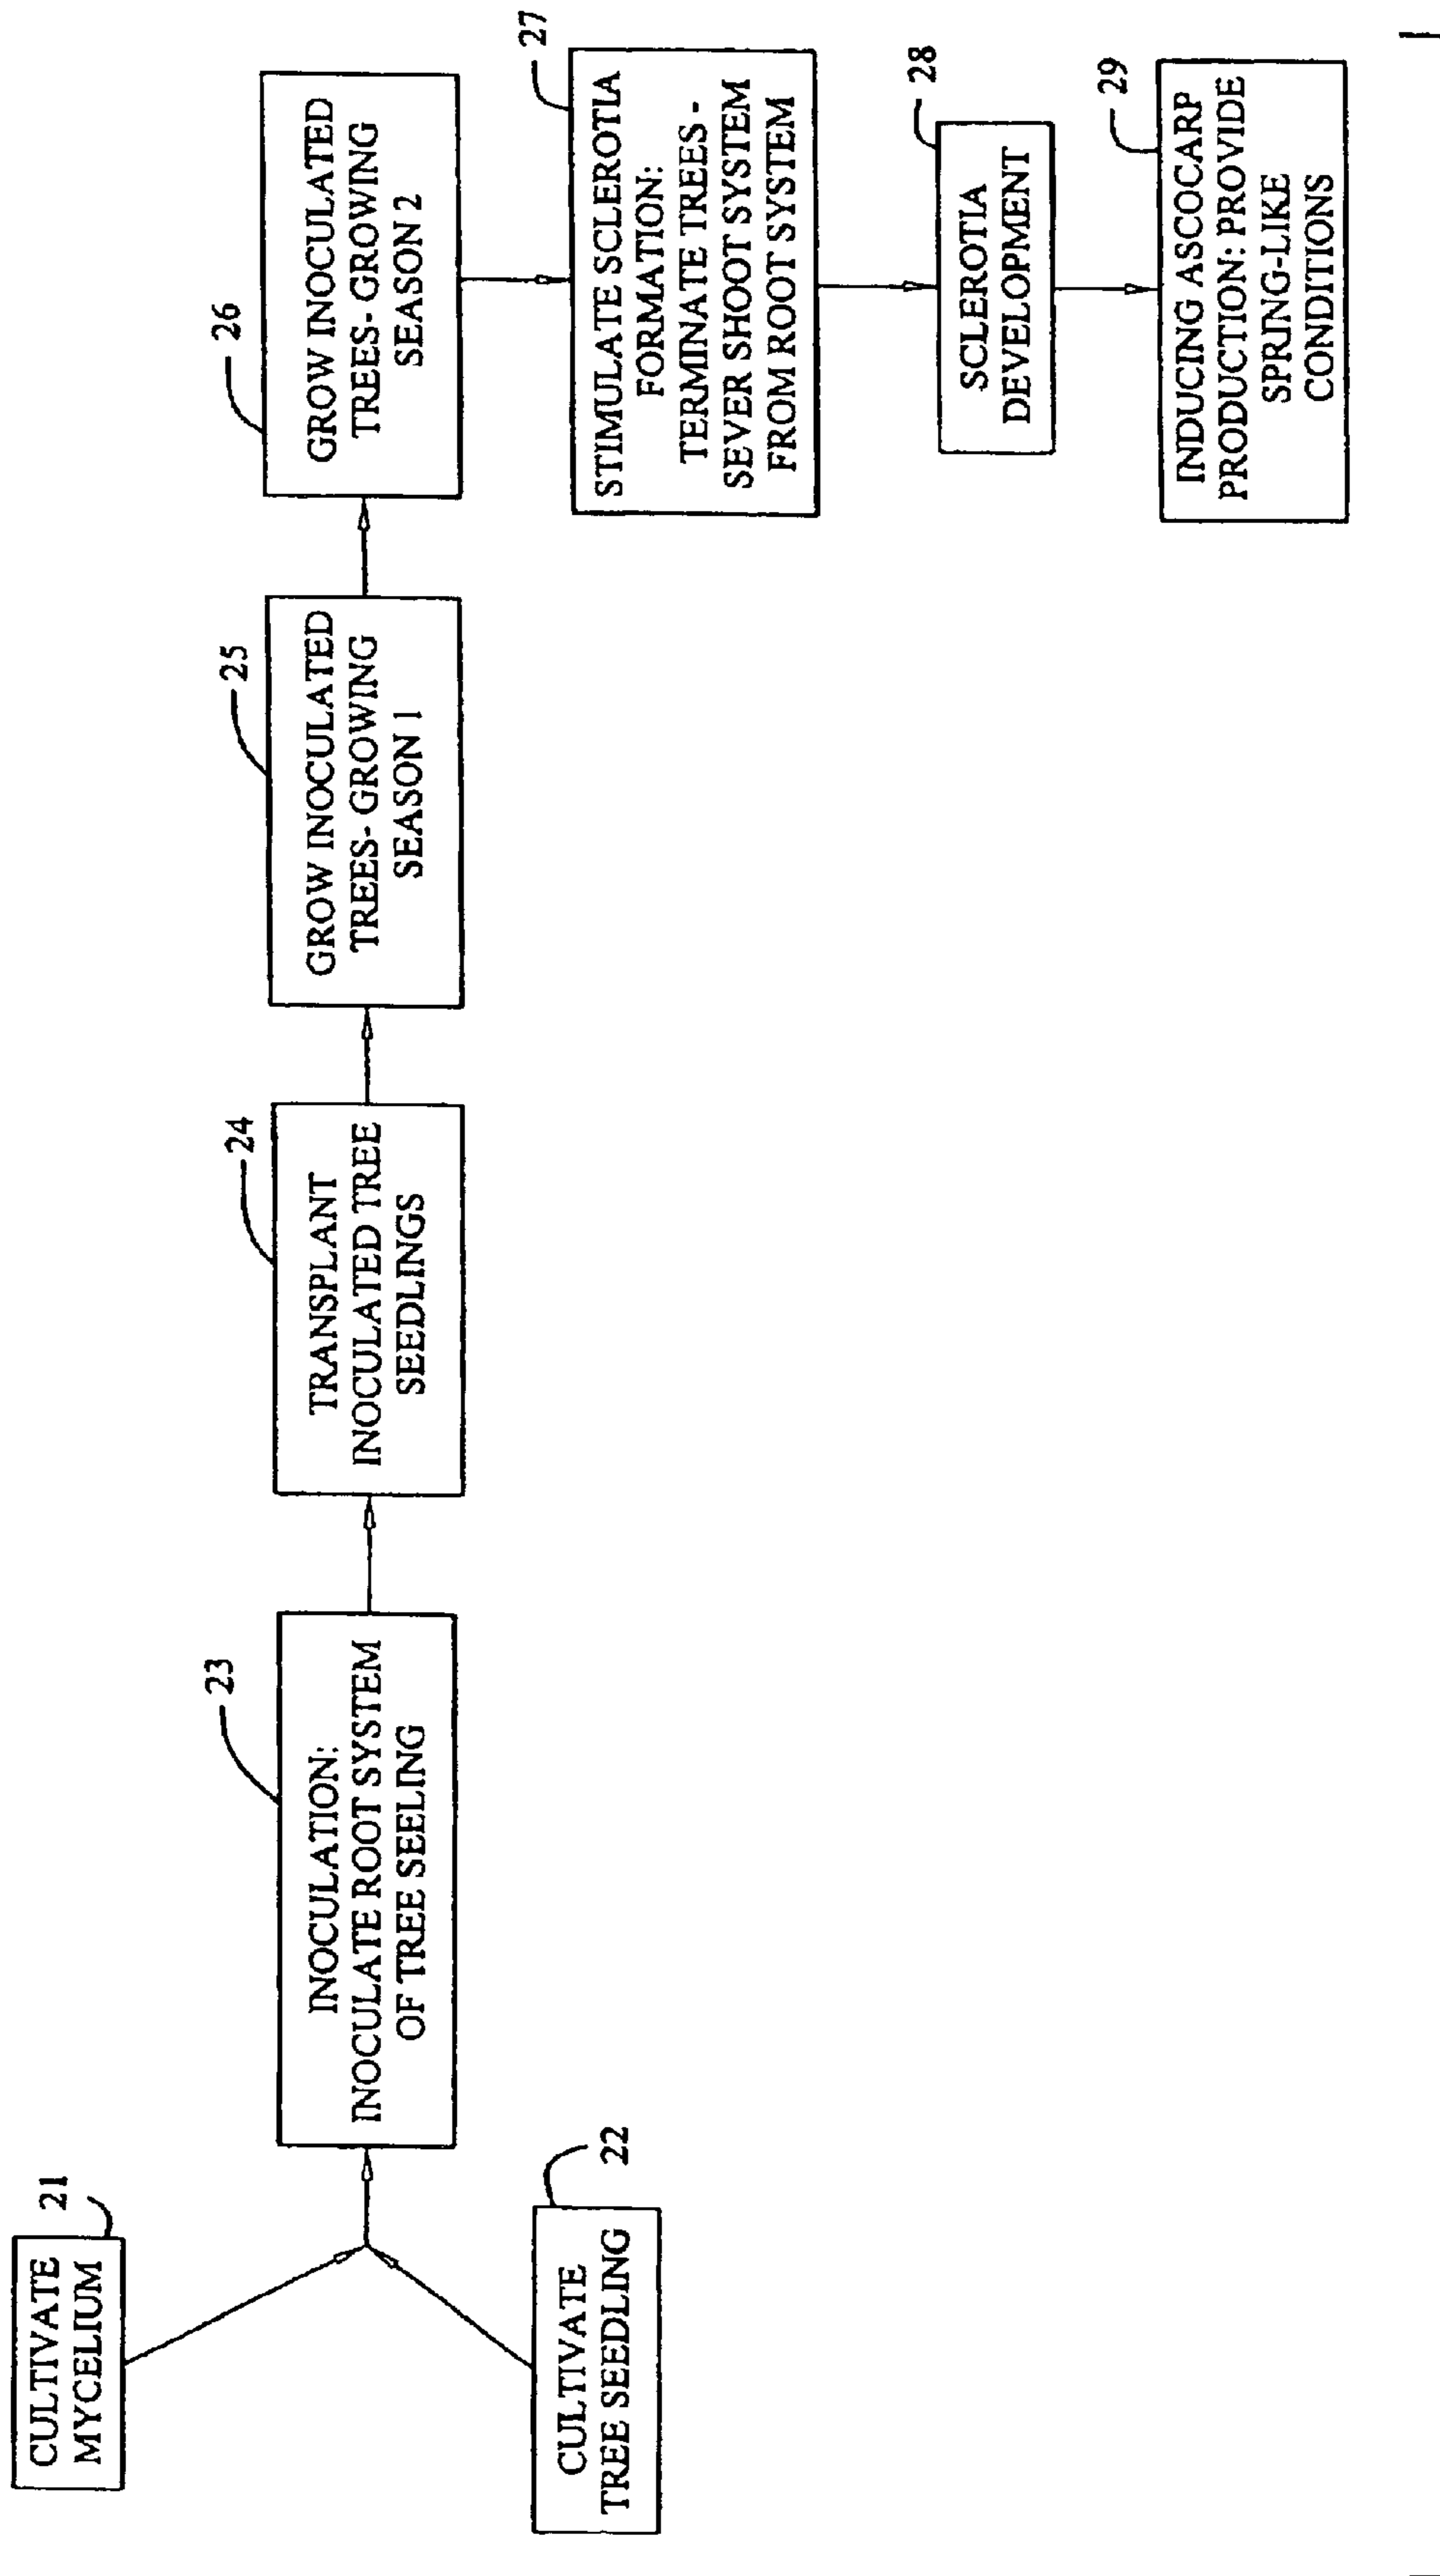 CULTIVATE
MYCELIUM
21
CULTIVATE
TREE SEEDLING
22
INOCULATION:
INOCULATE ROOT SYSTEM
OF TREE SEELING
23
TRANSPLANT
INOCULATED TREE
SEEDLINGS
24
GROW INOCULATED
TREES- GROWING
SEASON 1
25
GROW INOCULATED
TREES- GROWING
SEASON 2
26
STIMULATE SCLEROTIA
FORMATION:
TERMINATE TREES -
SEVER SHOOT SYSTEM
FROM ROOT SYSTEM
27
SCLEROTIA
DEVELOPMENT
28
INDUCING ASCOCARP
PRODUCTION: PROVIDE
SPRING-LIKE
CONDITIONS
29